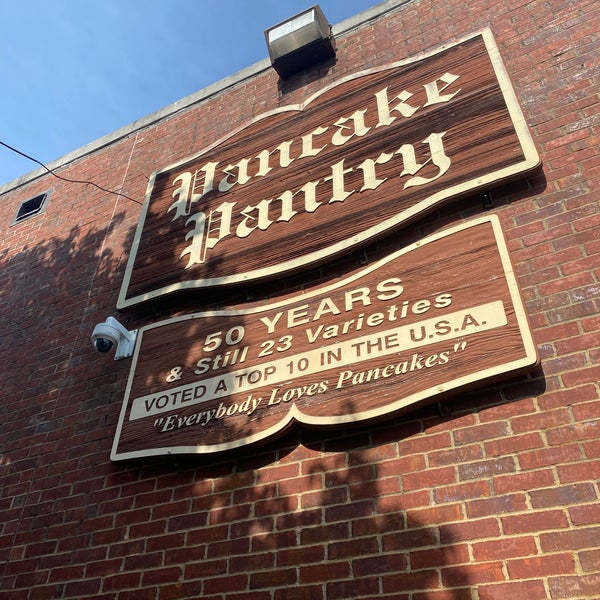 Pancake
Pantry
50 YEARS
& Still 23 Varieties
VOTED A TOP 10 IN THE U.S.A.
"Everybody Loves Pancakes"